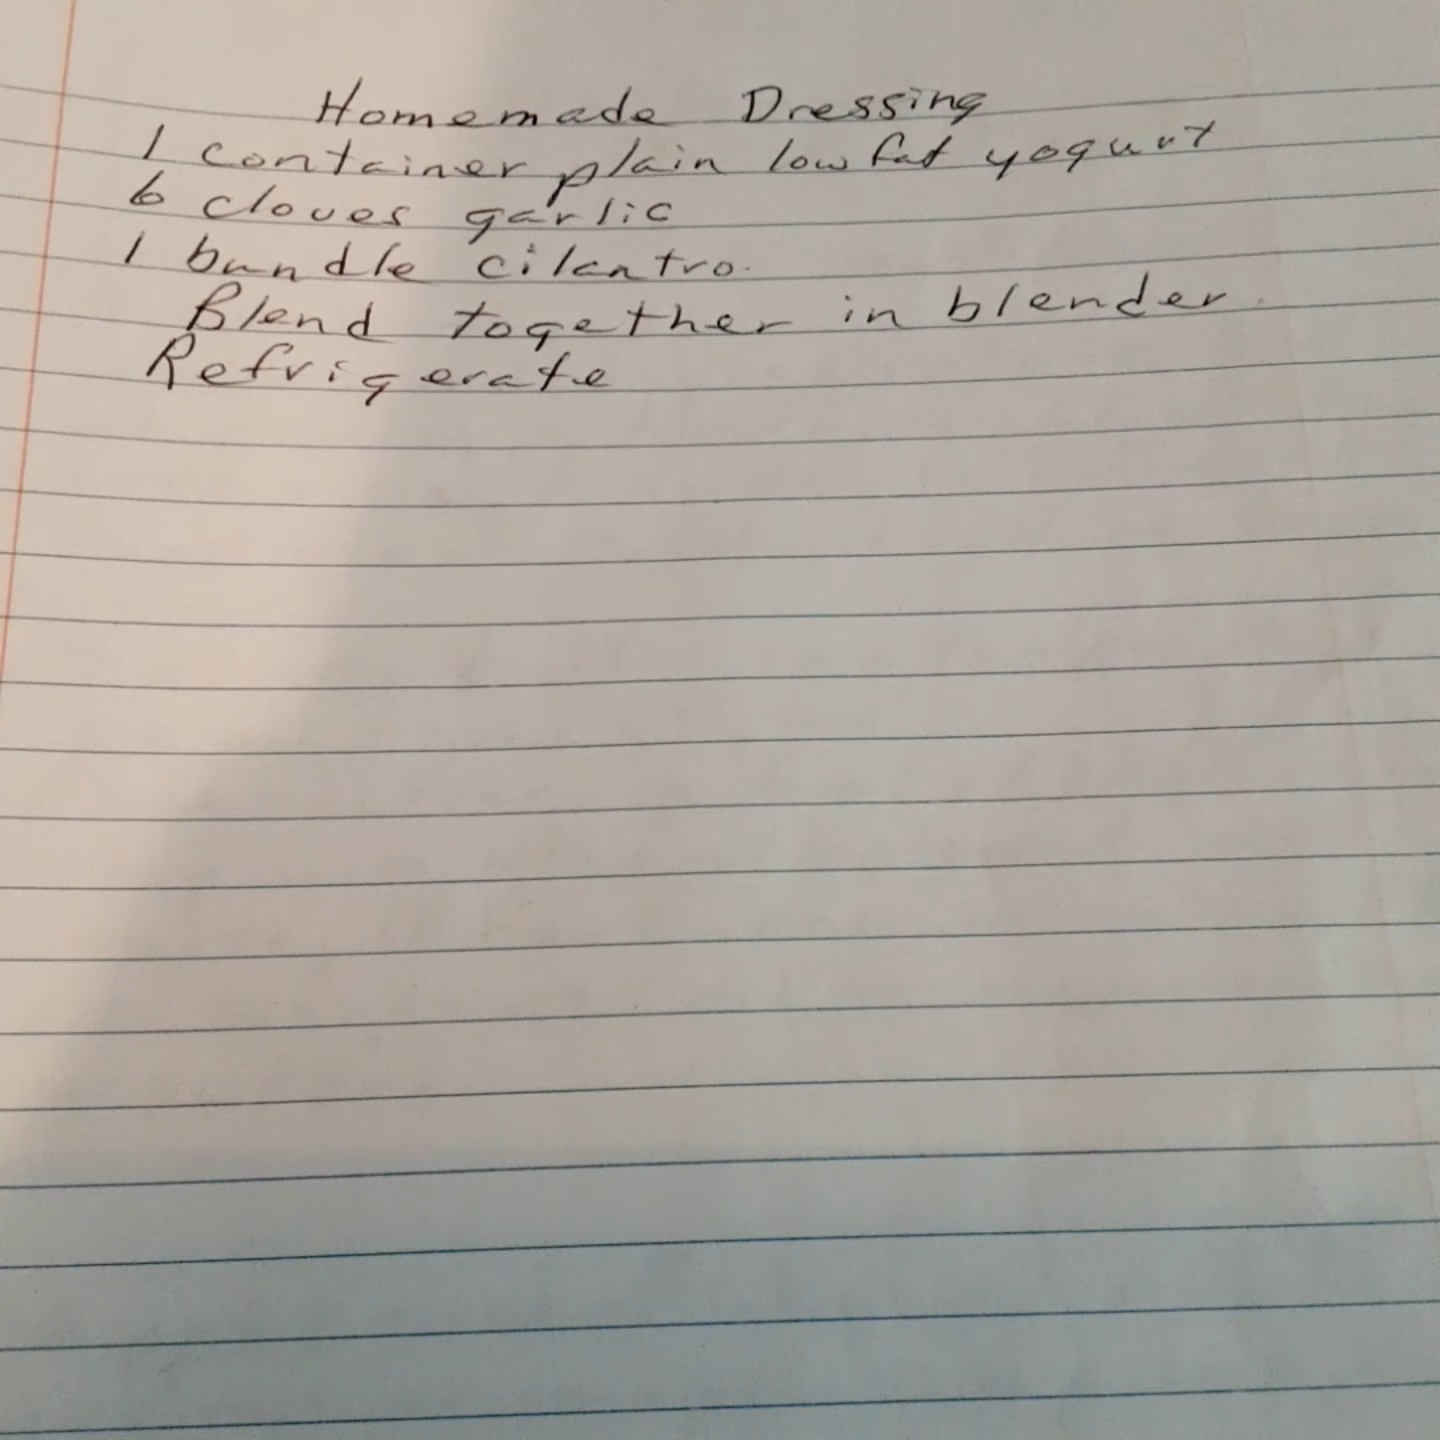 Homemade Dressing
1 container plain low fat yogurt
6 cloves garlic
1 bundle cilantro.
Blend together in blender.
Refrigerate